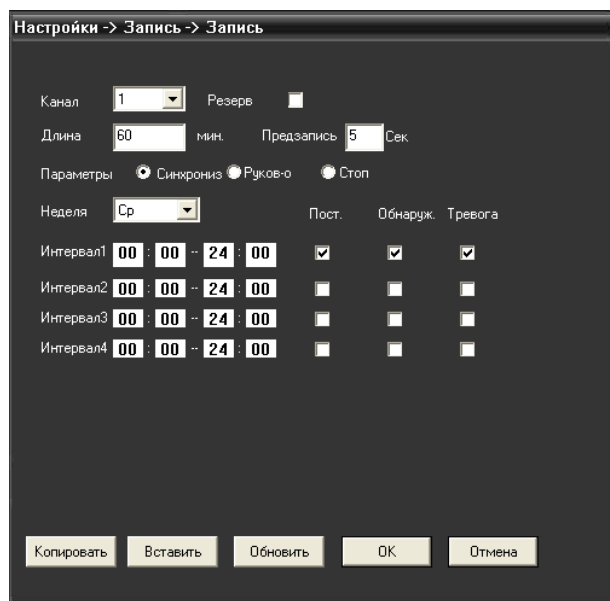 Настройки -> Запись -> Запись
Канал 1 Резерв
Длина 60 мин. Предзапись 5 Сек
Параметры Синхрониз Руков-о Стоп
Неделя Ср Пост. Обнаруж. Тревога
Интервал1 00 : 00 -- 24 : 00
Интервал2 00 : 00 -- 24 : 00
Интервал3 00 : 00 -- 24 : 00
Интервал4 00 : 00 -- 24 : 00
Копировать Вставить Обновить OK Отмена